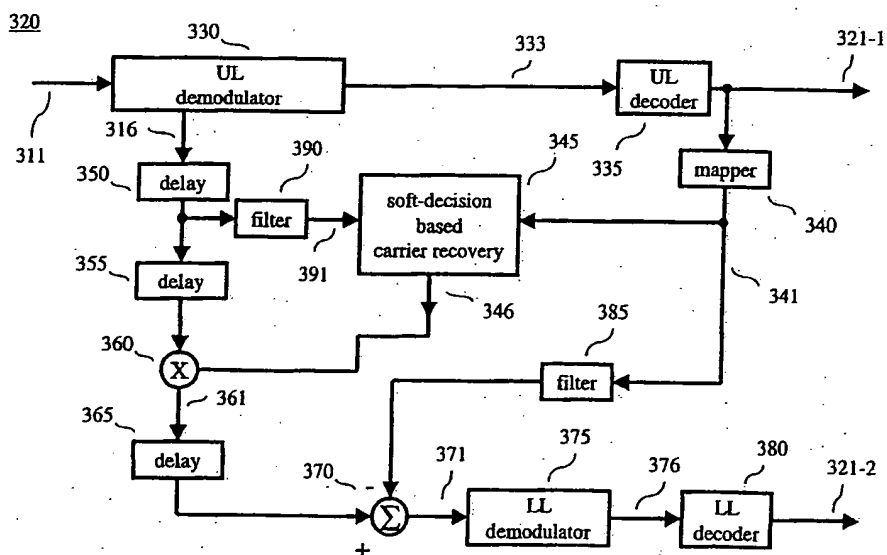 320
330
333
321-1
UL
demodulator
UL
decoder
311
316
335
350
delay
390
filter
345
soft-decision
based
carrier recovery
mapper
340
391
355
delay
346
341
360
X
361
385
filter
365
delay
370
-
371
375
376
380
321-2
Σ
+
LL
demodulator
LL
decoder